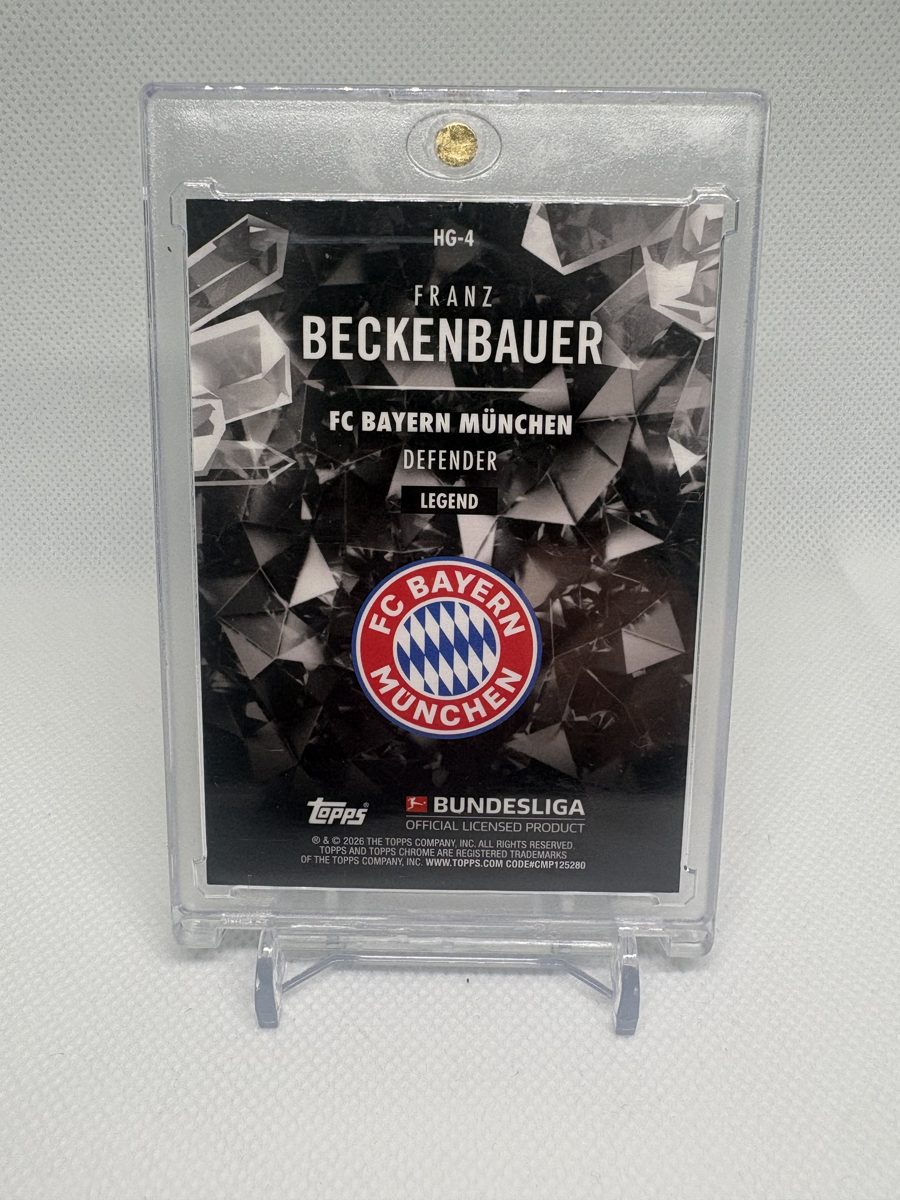 HG-4
FRANZ
BECKENBAUER
FC BAYERN MÜNCHEN
DEFENDER
LEGEND
FC BAYERN
MÜNCHEN
topps®
BUNDESLIGA
OFFICIAL LICENSED PRODUCT
® & © 2026 THE TOPPS COMPANY, INC. ALL RIGHTS RESERVED.
TOPPS AND TOPPS CHROME ARE REGISTERED TRADEMARKS
OF THE TOPPS COMPANY, INC. WWW.TOPPS.COM CODE#CMP125280